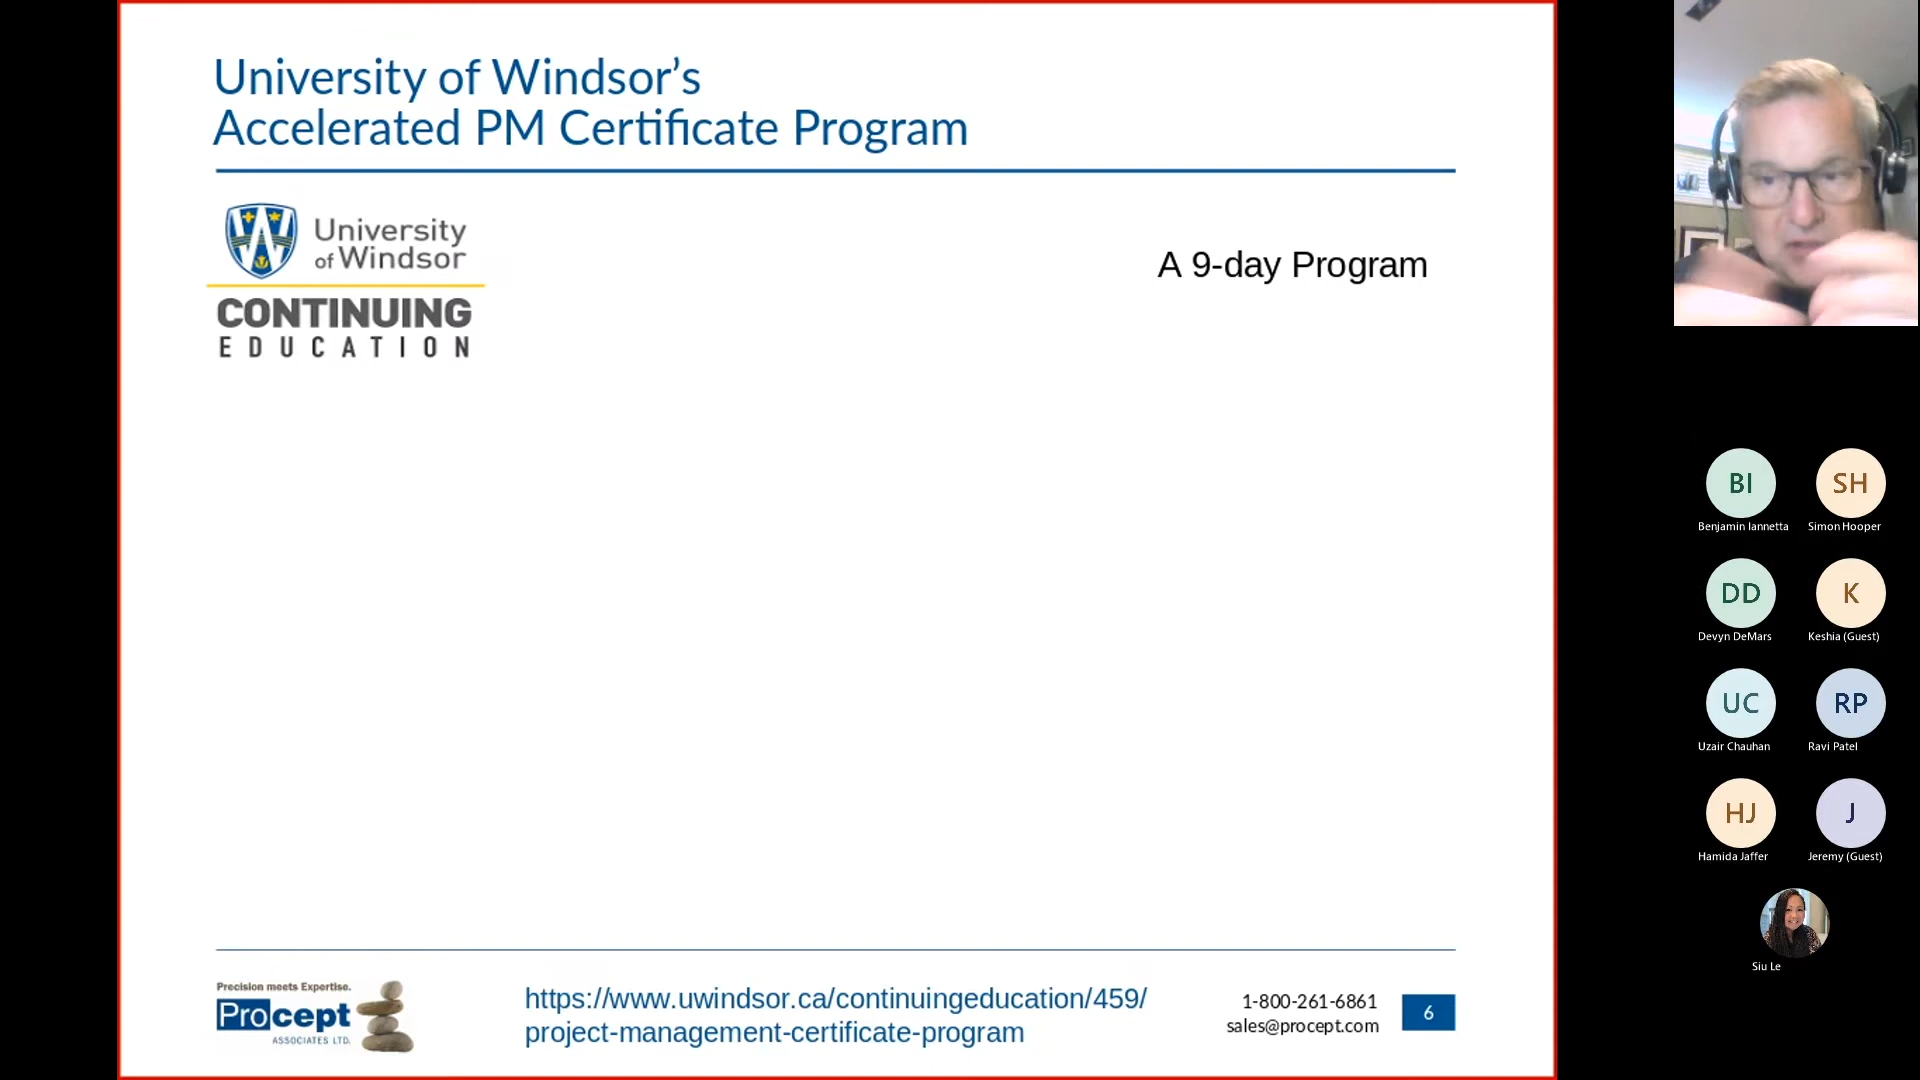 University of Windsor’s
Accelerated PM Certificate Program
University
of Windsor
CONTINUING
EDUCATION
A 9-day Program
Precision meets Expertise.
Procept
ASSOCIATES LTD.
https://www.uwindsor.ca/continuingeducation/459/
project-management-certificate-program
1-800-261-6861
sales@procept.com
6
BI
SH
Benjamin Iannetta
Simon Hooper
DD
K
Devyn DeMars
Keshia (Guest)
UC
RP
Uzair Chauhan
Ravi Patel
HJ
J
Hamida Jaffer
Jeremy (Guest)
Siu Le